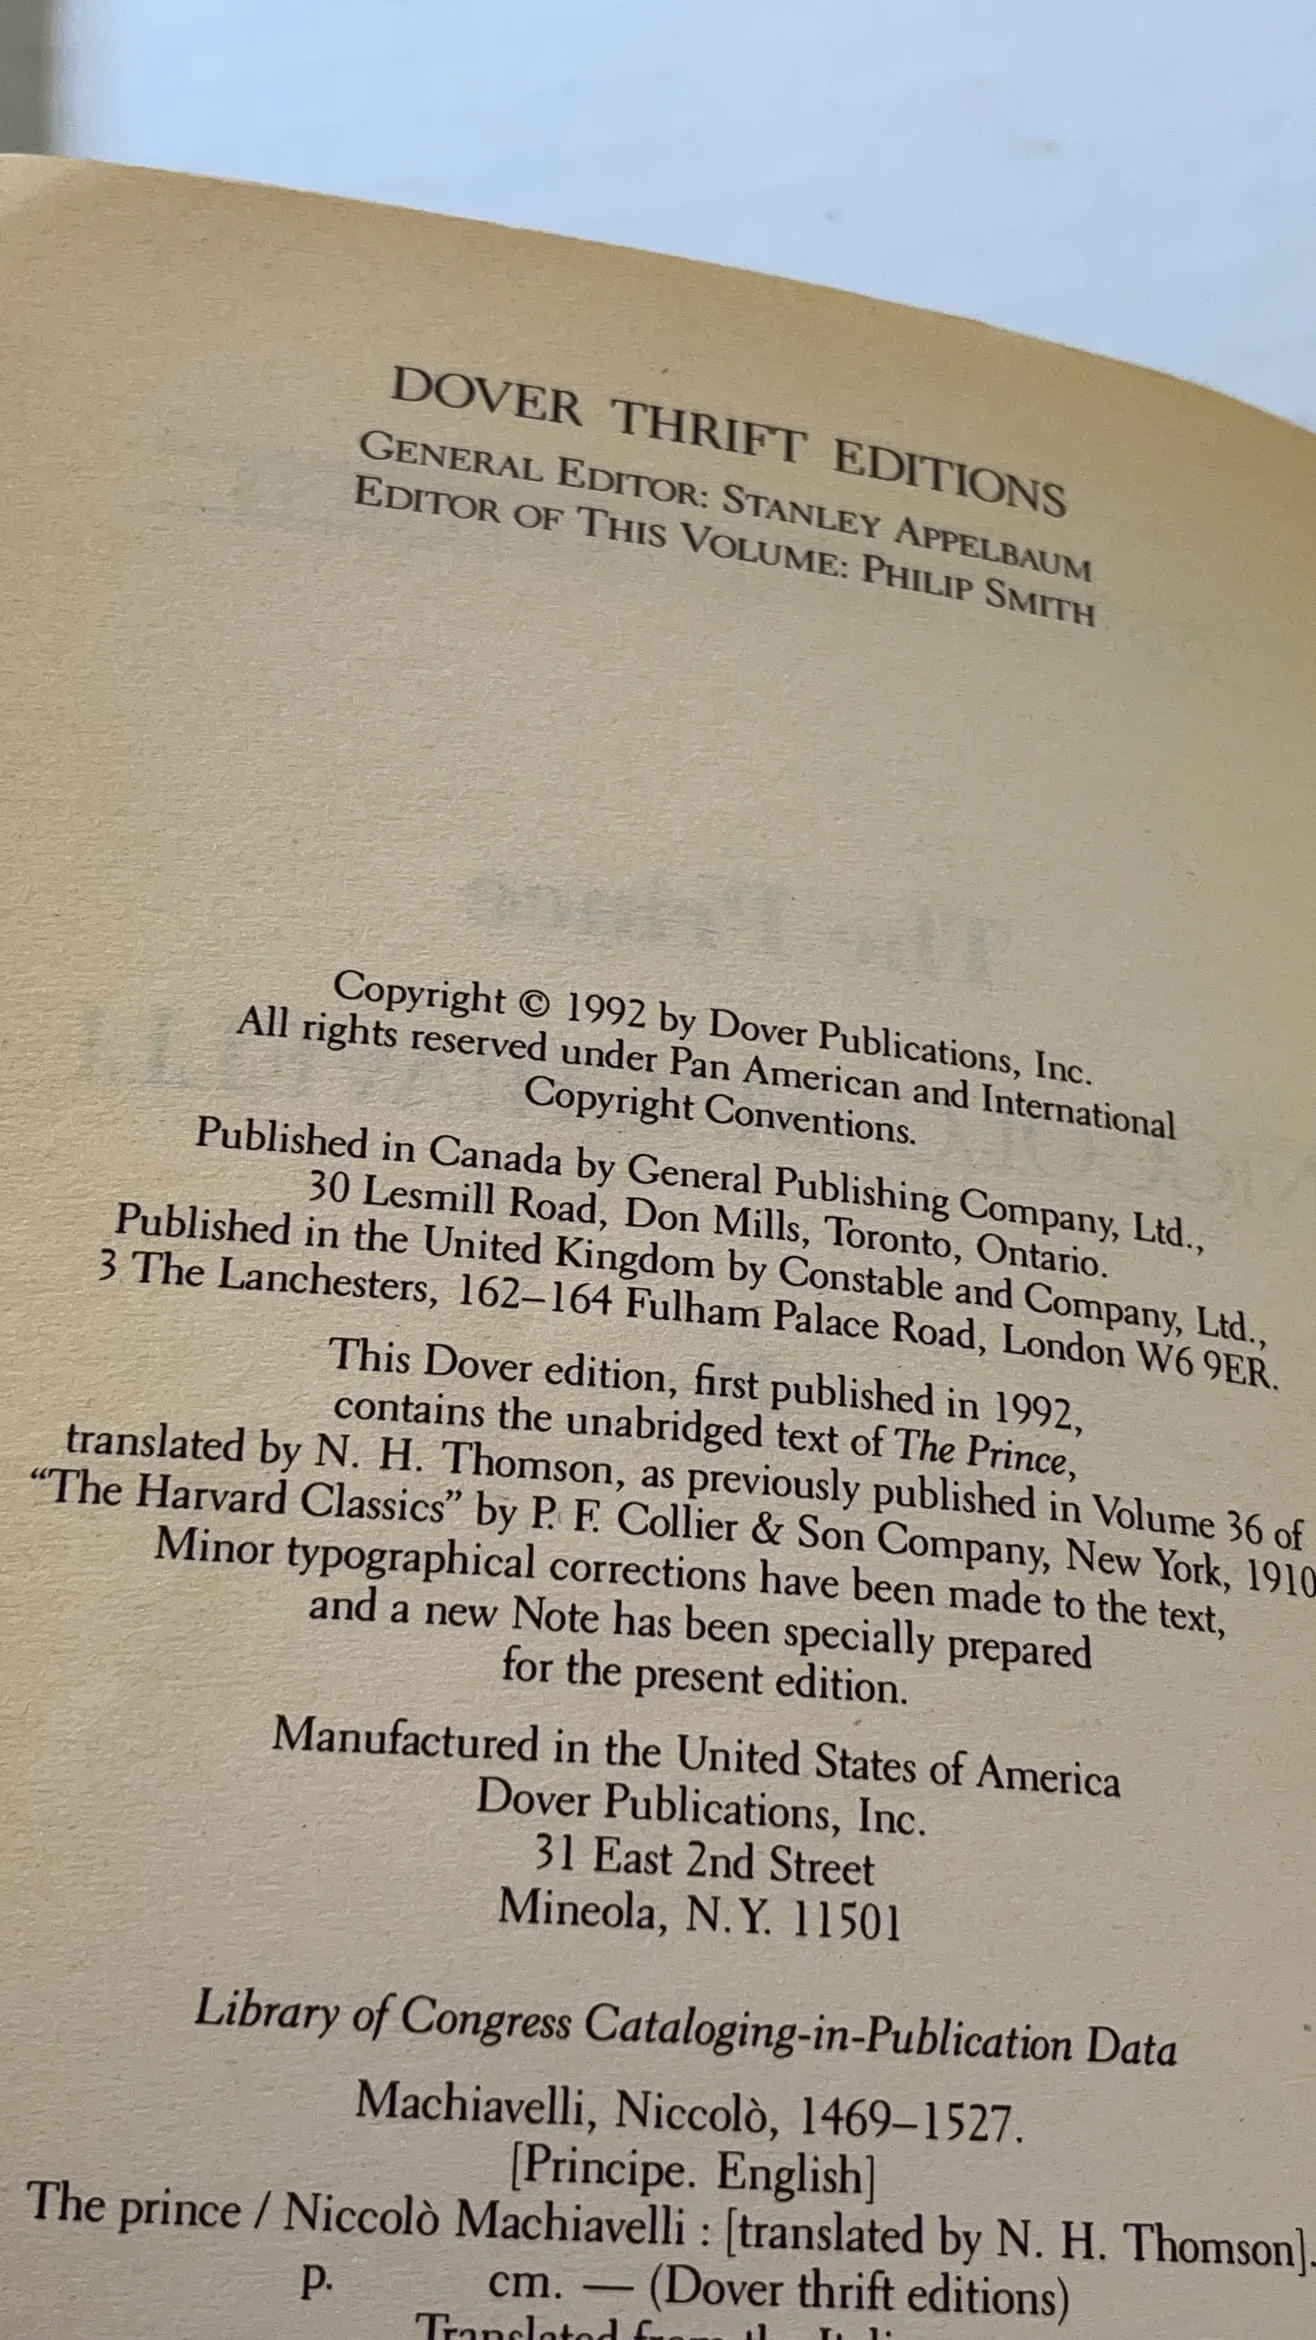 DOVER THRIFT EDITIONS
GENERAL EDITOR: STANLEY APPELBAUM
EDITOR OF THIS VOLUME: PHILIP SMITH
The Prince
Copyright © 1992 by Dover Publications, Inc.
All rights reserved under Pan American and International
Copyright Conventions.
Published in Canada by General Publishing Company, Ltd.,
30 Lesmill Road, Don Mills, Toronto, Ontario.
Published in the United Kingdom by Constable and Company, Ltd.,
3 The Lanchesters, 162–164 Fulham Palace Road, London W6 9ER.
This Dover edition, first published in 1992,
contains the unabridged text of The Prince,
translated by N. H. Thomson, as previously published in Volume 36 of
“The Harvard Classics” by P. F. Collier & Son Company, New York, 1910
Minor typographical corrections have been made to the text,
and a new Note has been specially prepared
for the present edition.
Manufactured in the United States of America
Dover Publications, Inc.
31 East 2nd Street
Mineola, N.Y. 11501
Library of Congress Cataloging-in-Publication Data
Machiavelli, Niccolò, 1469–1527.
[Principe. English]
The prince / Niccolò Machiavelli : [translated by N. H. Thomson].
p. cm. — (Dover thrift editions)
Translated from